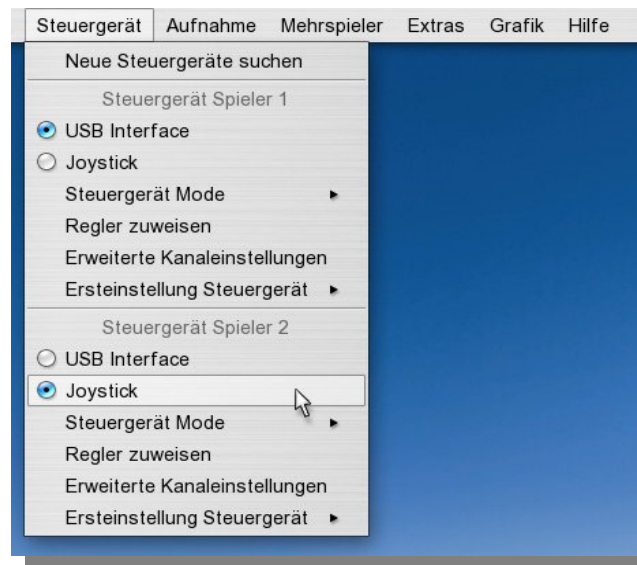 Steuergerät Aufnahme Mehrspieler Extras Grafik Hilfe
Neue Steuergeräte suchen
Steuergerät Spieler 1
USB Interface
Joystick
Steuergerät Mode
Regler zuweisen
Erweiterte Kanaleinstellungen
Ersteinstellung Steuergerät
Steuergerät Spieler 2
USB Interface
Joystick
Steuergerät Mode
Regler zuweisen
Erweiterte Kanaleinstellungen
Ersteinstellung Steuergerät